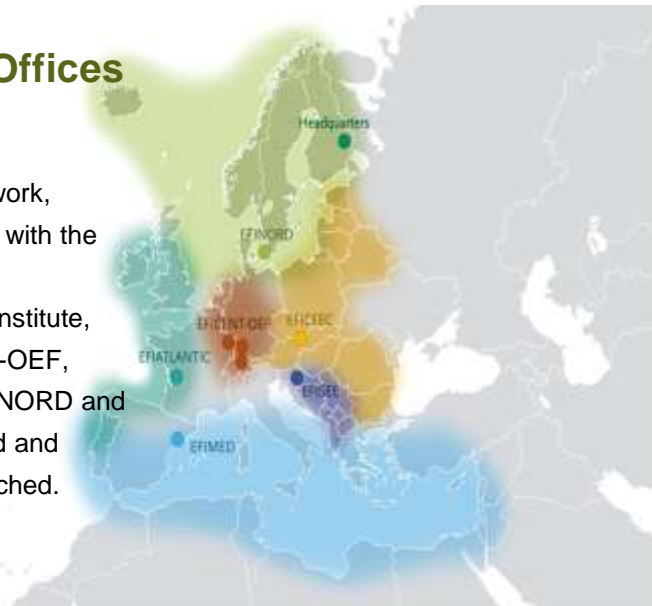 Offices
work,
with the
nstitute,
-OEF,
NORD and
d and
ched.
Headquarters
EFINORD
EFICENT-OEF
EFICEEC
EFIATLANTIC
EFISEE
EFIMED